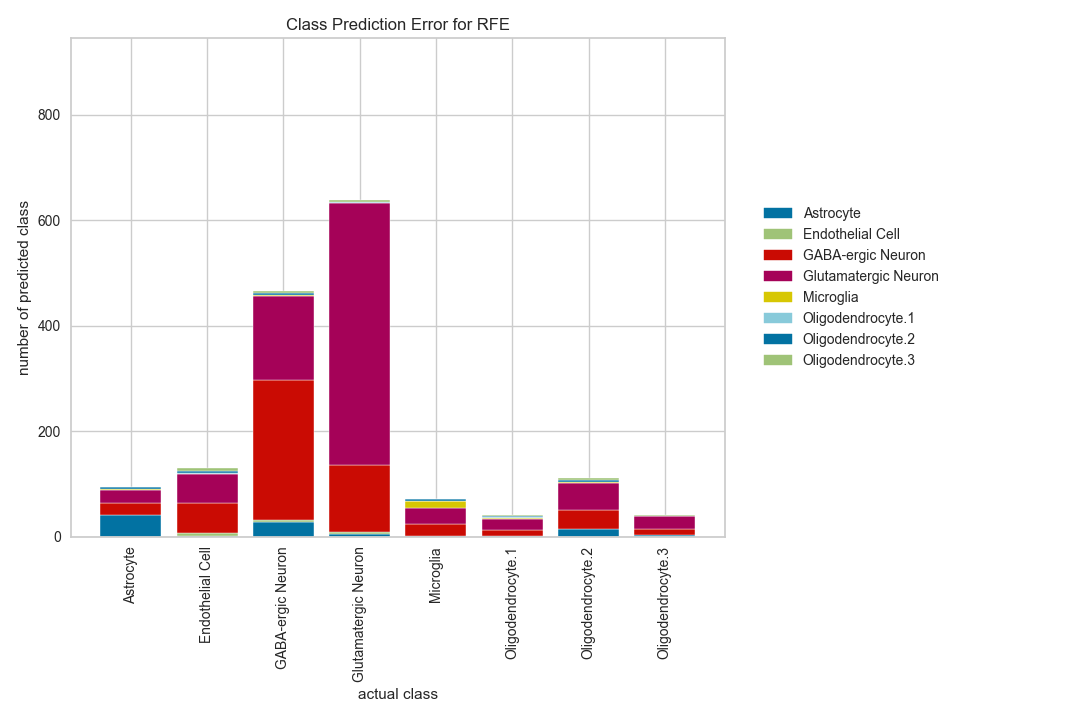 Class Prediction Error for RFE
800
600
400
200
0
number of predicted class
Astrocyte
Endothelial Cell
GABA-ergic Neuron
Glutamatergic Neuron
Microglia
Oligodendrocyte.1
Oligodendrocyte.2
Oligodendrocyte.3
actual class
Astrocyte
Endothelial Cell
GABA-ergic Neuron
Glutamatergic Neuron
Microglia
Oligodendrocyte.1
Oligodendrocyte.2
Oligodendrocyte.3